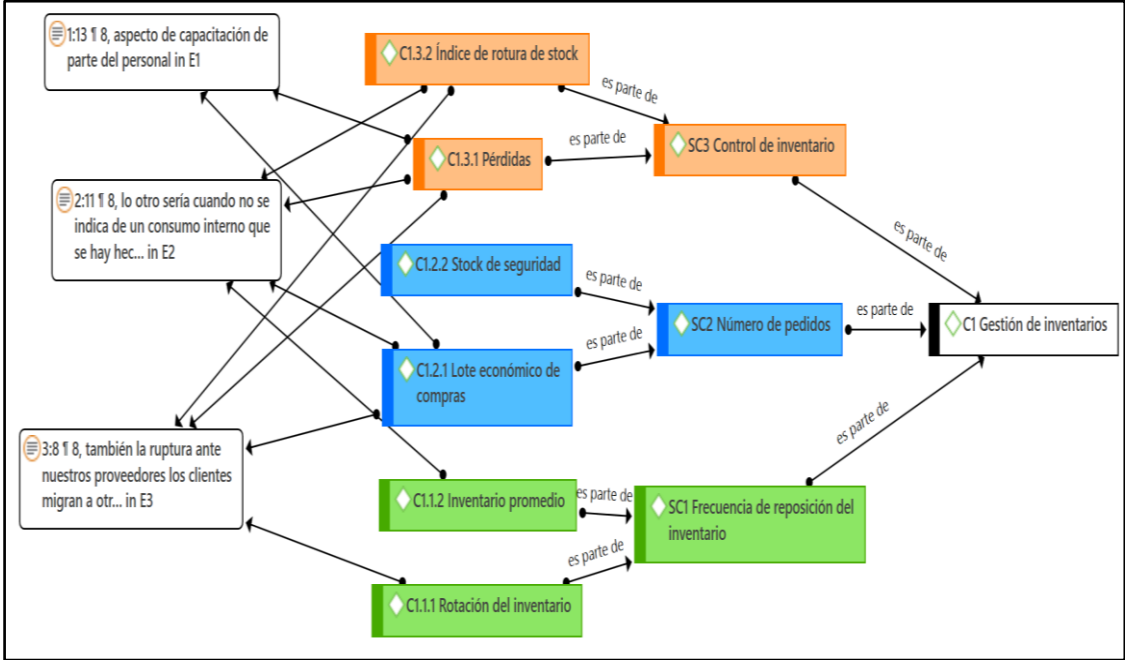 1:13 ¶ 8, aspecto de capacitación de
parte del personal in E1
C1.3.2 Índice de rotura de stock
es parte de
C1.3.1 Pérdidas
es parte de
SC3 Control de inventario
2:11 ¶ 8, lo otro sería cuando no se
indica de un consumo interno que
se hay hec... in E2
es parte de
C1.2.2 Stock de seguridad
es parte de
SC2 Número de pedidos
es parte de
C1 Gestión de inventarios
es parte de
C1.2.1 Lote económico de
compras
es parte de
3:8 ¶ 8, también la ruptura ante
nuestros proveedores los clientes
migran a otr... in E3
C1.1.2 Inventario promedio
es parte de
SC1 Frecuencia de reposición del
inventario
es parte de
C1.1.1 Rotación del inventario